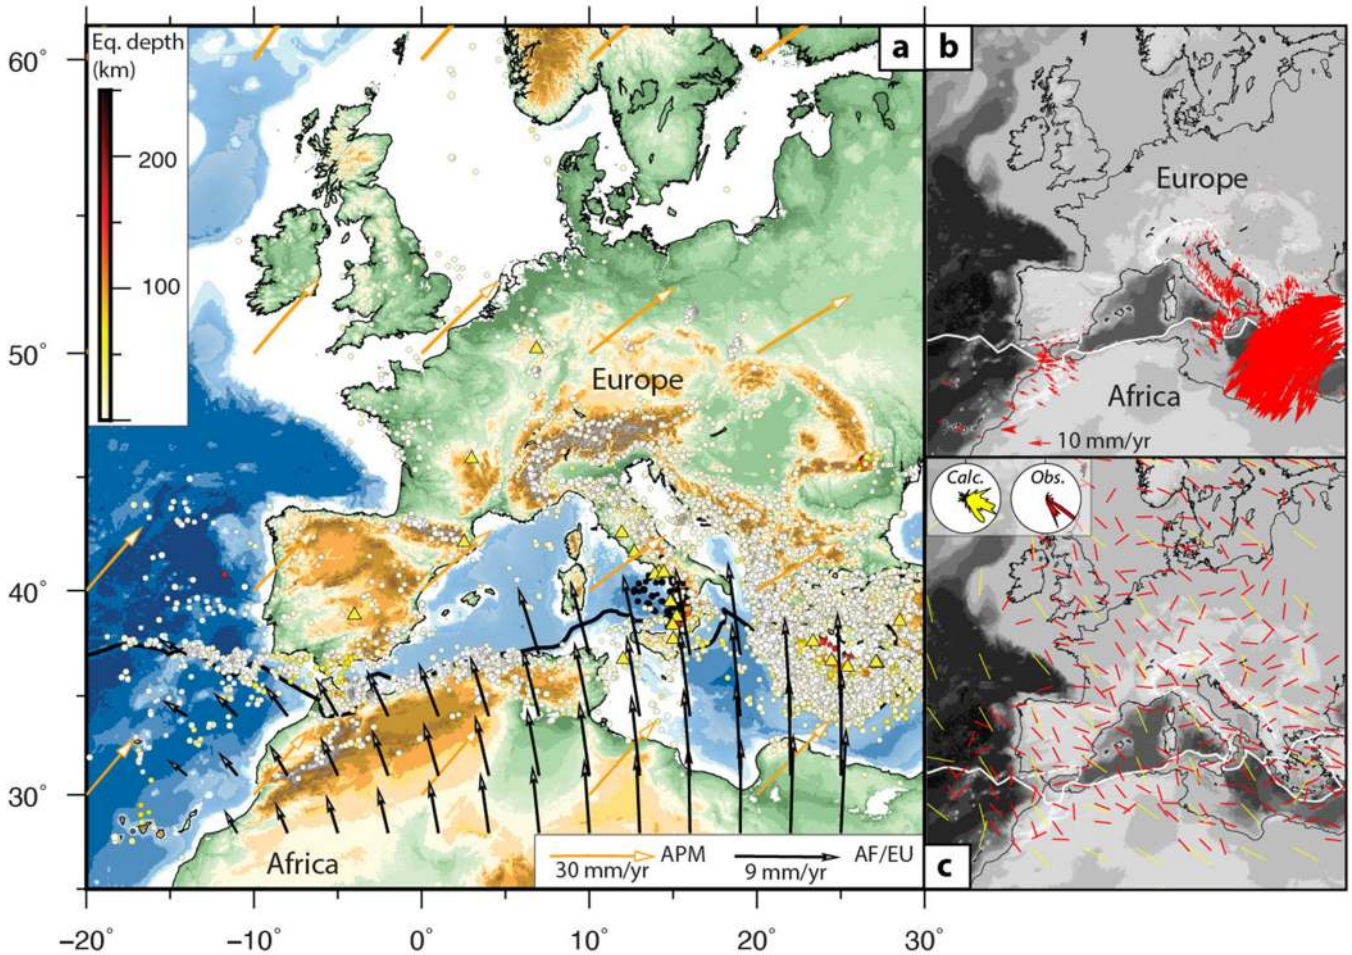 Eq. depth
(km)
200
100
a
Europe
Africa
APM
30 mm/yr
AF/EU
9 mm/yr
60°
50°
40°
30°
−20°
−10°
0°
10°
20°
30°
b
Europe
Africa
10 mm/yr
Calc.
Obs.
c